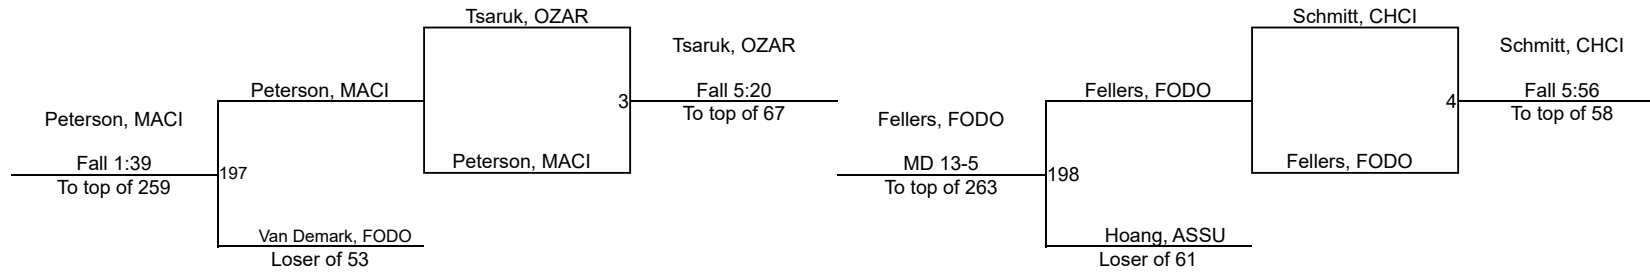 Tsaruk, OZAR
Tsaruk, OZAR
Peterson, MACI
3
Fall 5:20
To top of 67
Peterson, MACI
Peterson, MACI
Fall 1:39
197
To top of 259
Van Demark, FODO
Loser of 53
Schmitt, CHCI
Schmitt, CHCI
Fellers, FODO
4
Fall 5:56
To top of 58
Fellers, FODO
Fellers, FODO
MD 13-5
198
To top of 263
Hoang, ASSU
Loser of 61